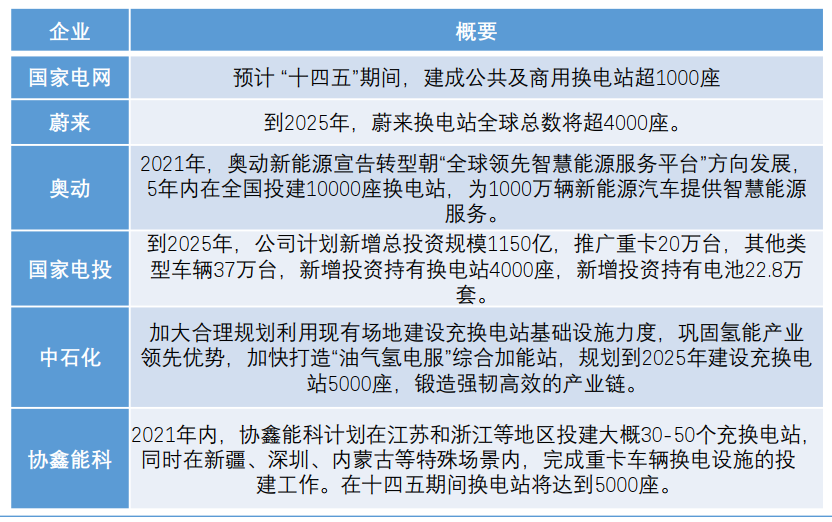 企业
概要
国家电网
预计 “十四五”期间，建成公共及商用换电站超1000座
蔚来
到2025年，蔚来换电站全球总数将超4000座。
奥动
2021年，奥动新能源宣告转型朝“全球领先智慧能源服务平台”方向发展，
5年内在全国投建10000座换电站，为1000万辆新能源汽车提供智慧能源
服务。
国家电投
到2025年，公司计划新增总投资规模1150亿，推广重卡20万台，其他类
型车辆37万台，新增投资持有换电站4000座，新增投资持有电池22.8万
套。
中石化
加大合理规划利用现有场地建设充换电站基础设施力度，巩固氢能产业
领先优势，加快打造“油气氢电服”综合加能站，规划到2025年建设充换电
站5000座，锻造强韧高效的产业链。
协鑫能科
2021年内，协鑫能科计划在江苏和浙江等地区投建大概30-50个充换电站，
同时在新疆、深圳、内蒙古等特殊场景内，完成重卡车辆换电设施的投
建工作。在十四五期间换电站将达到5000座。